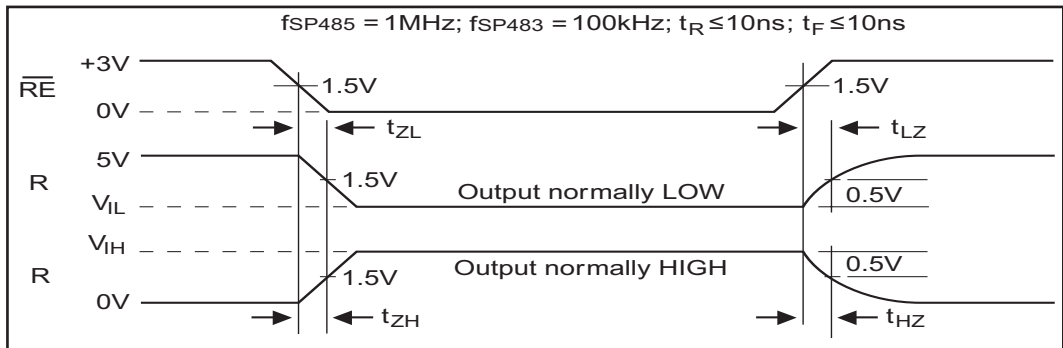 fSP485 = 1MHz; fSP483 = 100kHz; tR ≤ 10ns; tF ≤ 10ns
+3V
RE
1.5V
1.5V
0V
tZL
tLZ
5V
R
1.5V
Output normally LOW
0.5V
VIL
VIH
R
1.5V
Output normally HIGH
0.5V
0V
tZH
tHZ